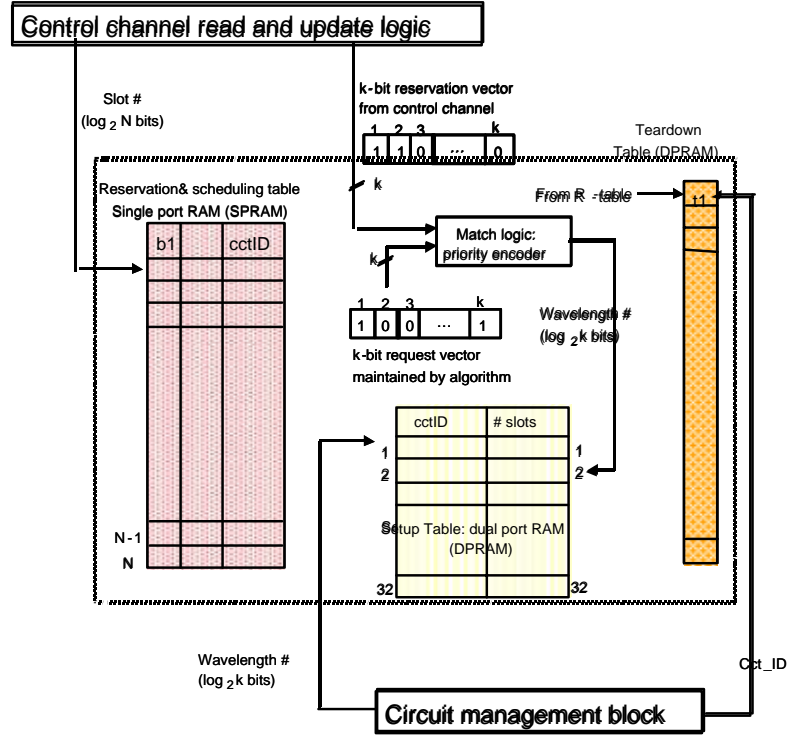 Control channel read and update logic
Slot #
(log 2 N bits)
k-bit reservation vector
from control channel
1 2 3 k
1 1 0 ... 0
Teardown
Table (DPRAM)
k
Reservation& scheduling table
Single port RAM (SPRAM)
From R -table
t1
b1 cctID
Match logic:
priority encoder
k
1 2 3 k
1 0 0 ... 1
Wavelength #
(log 2 k bits)
k-bit request vector
maintained by algorithm
cctID # slots
1 1
2 2
Setup Table: dual port RAM
(DPRAM)
N-1
N
32 32
Wavelength #
(log 2 k bits)
Cct_ID
Circuit management block